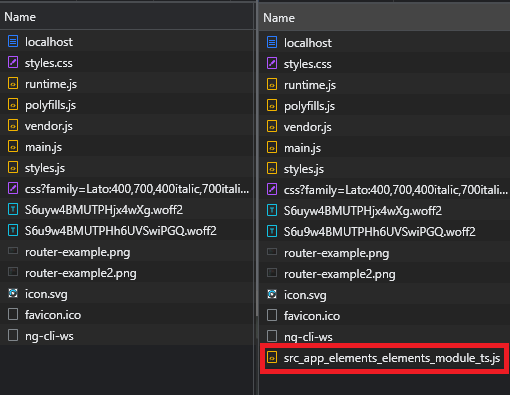 Name
localhost
styles.css
runtime.js
polyfills.js
vendor.js
main.js
styles.js
css?family=Lato:400,700,400italic,700itali...
S6uyw4BMUTPHjx4wXg.woff2
S6u9w4BMUTPHh6UVSwiPGQ.woff2
router-example.png
router-example2.png
icon.svg
favicon.ico
ng-cli-ws
Name
localhost
styles.css
runtime.js
polyfills.js
vendor.js
main.js
styles.js
css?family=Lato:400,700,400italic,700itali...
S6uyw4BMUTPHjx4wXg.woff2
S6u9w4BMUTPHh6UVSwiPGQ.woff2
router-example.png
router-example2.png
icon.svg
favicon.ico
ng-cli-ws
src_app_elements_elements_module_ts.js